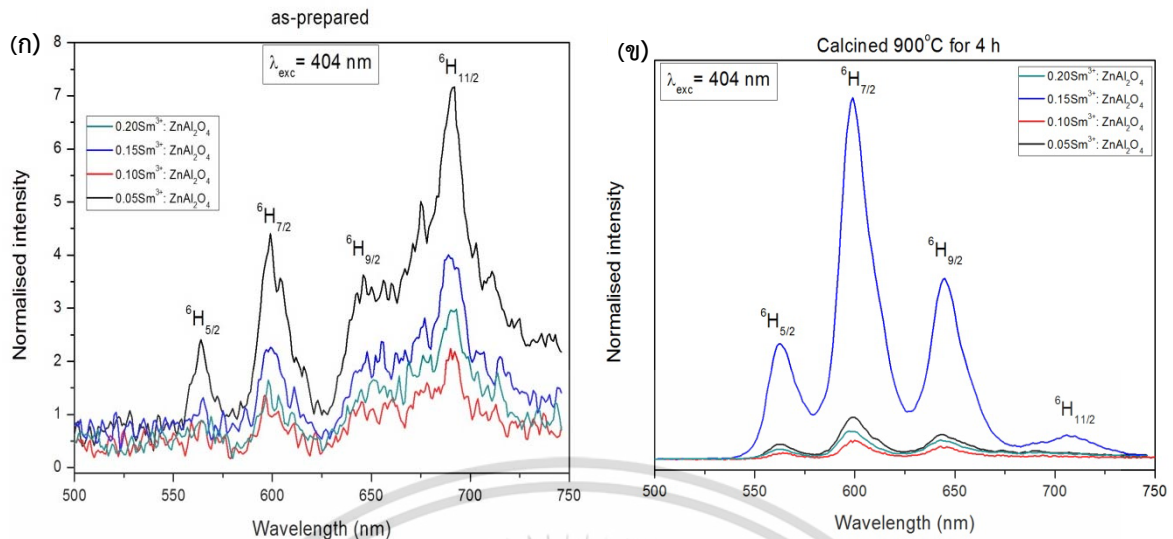 (ก)
as-prepared
λexc = 404 nm
0.20Sm³⁺: ZnAl₂O₄
0.15Sm³⁺: ZnAl₂O₄
0.10Sm³⁺: ZnAl₂O₄
0.05Sm³⁺: ZnAl₂O₄
⁶H₅/₂
⁶H₇/₂
⁶H₉/₂
⁶H₁₁/₂
Normalised intensity
8
7
6
5
4
3
2
1
0
500 550 600 650 700 750
Wavelength (nm)
(ข)
Calcined 900°C for 4 h
λexc = 404 nm
0.20Sm³⁺: ZnAl₂O₄
0.15Sm³⁺: ZnAl₂O₄
0.10Sm³⁺: ZnAl₂O₄
0.05Sm³⁺: ZnAl₂O₄
⁶H₅/₂
⁶H₇/₂
⁶H₉/₂
⁶H₁₁/₂
Normalised intensity
500 550 600 650 700 750
Wavelength (nm)